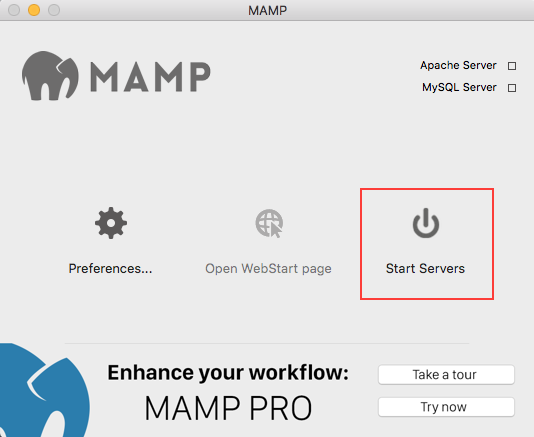 MAMP
MAMP
Apache Server
MySQL Server
Preferences...
Open WebStart page
Start Servers
Enhance your workflow:
MAMP PRO
Take a tour
Try now